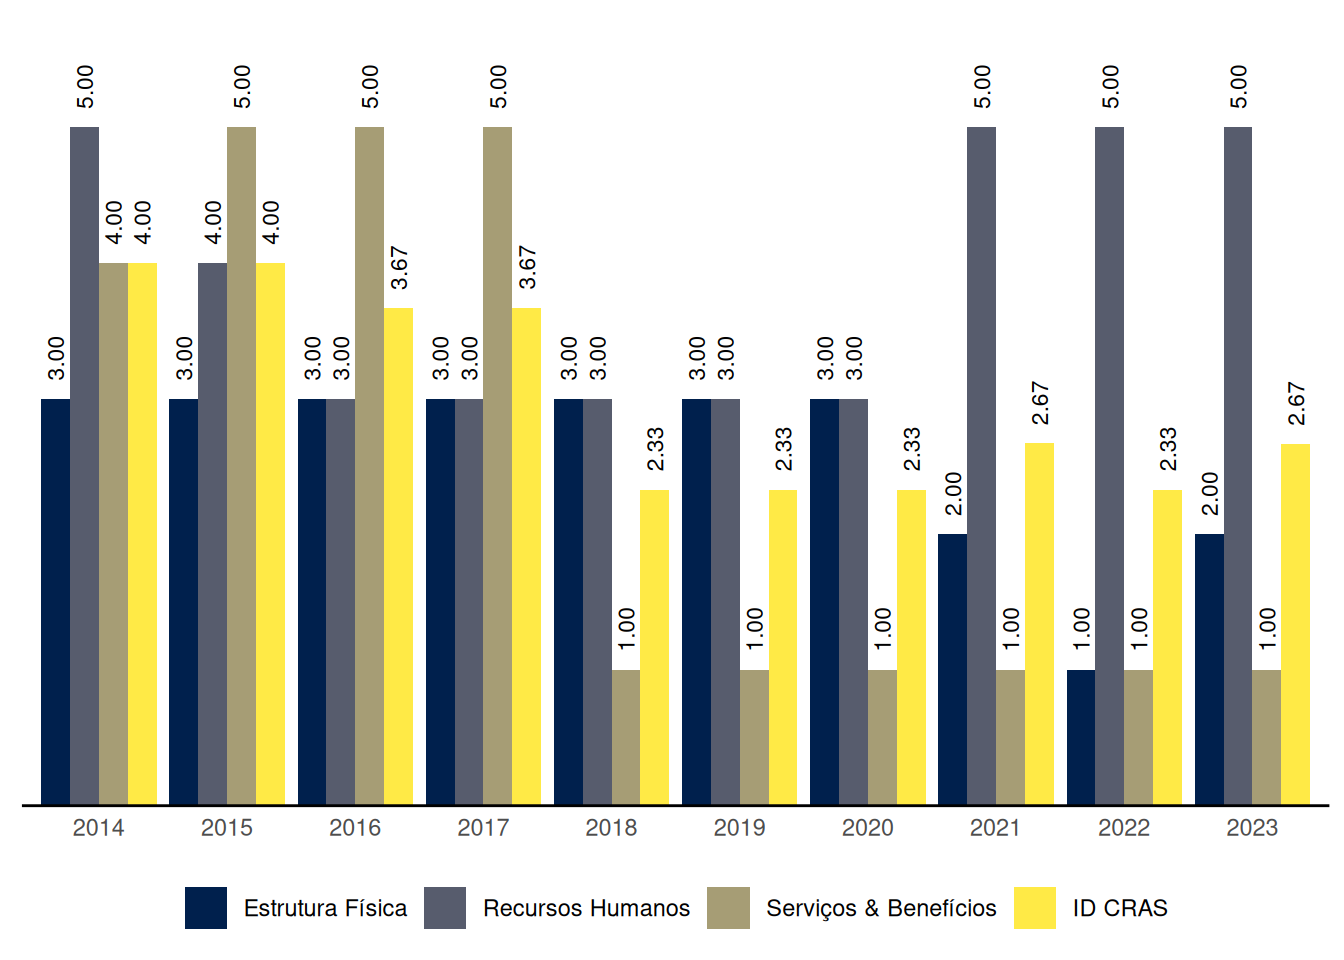 3.00 5.00 4.00 4.00 3.00 4.00 5.00 4.00 3.00 3.00 5.00 3.67 3.00 3.00 5.00 3.67 3.00 3.00 1.00 2.33 3.00 3.00 1.00 2.33 3.00 3.00 1.00 2.33 2.00 5.00 1.00 2.67 1.00 5.00 1.00 2.33 2.00 5.00 1.00 2.67
2014 2015 2016 2017 2018 2019 2020 2021 2022 2023
Estrutura Física Recursos Humanos Serviços & Benefícios ID CRAS